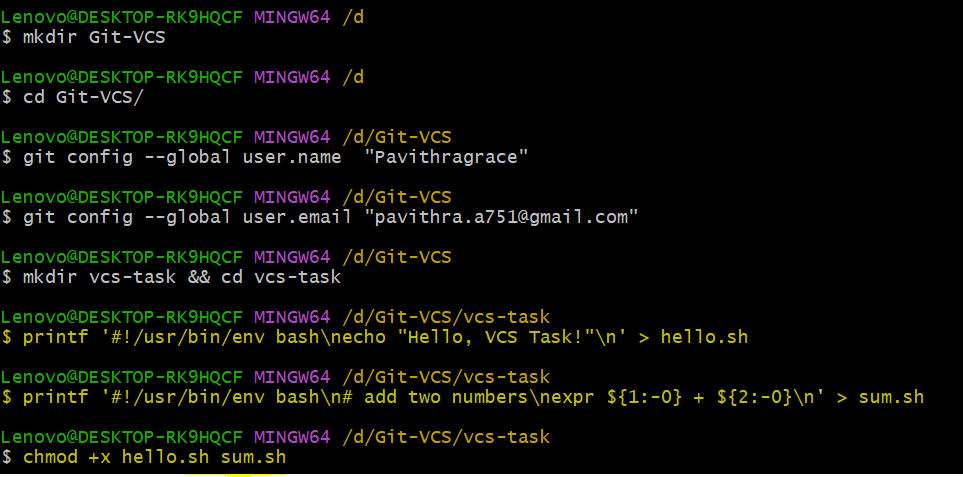 Lenovo@DESKTOP-RK9HQCF MINGW64 /d
$ mkdir Git-VCS
Lenovo@DESKTOP-RK9HQCF MINGW64 /d
$ cd Git-VCS/
Lenovo@DESKTOP-RK9HQCF MINGW64 /d/Git-VCS
$ git config --global user.name  "Pavithragrace"
Lenovo@DESKTOP-RK9HQCF MINGW64 /d/Git-VCS
$ git config --global user.email "pavithra.a751@gmail.com"
Lenovo@DESKTOP-RK9HQCF MINGW64 /d/Git-VCS
$ mkdir vcs-task && cd vcs-task
Lenovo@DESKTOP-RK9HQCF MINGW64 /d/Git-VCS/vcs-task
$ printf '#!/usr/bin/env bash\necho "Hello, VCS Task!"\n' > hello.sh
Lenovo@DESKTOP-RK9HQCF MINGW64 /d/Git-VCS/vcs-task
$ printf '#!/usr/bin/env bash\n# add two numbers\nexpr ${1:-0} + ${2:-0}\n' > sum.sh
Lenovo@DESKTOP-RK9HQCF MINGW64 /d/Git-VCS/vcs-task
$ chmod +x hello.sh sum.sh